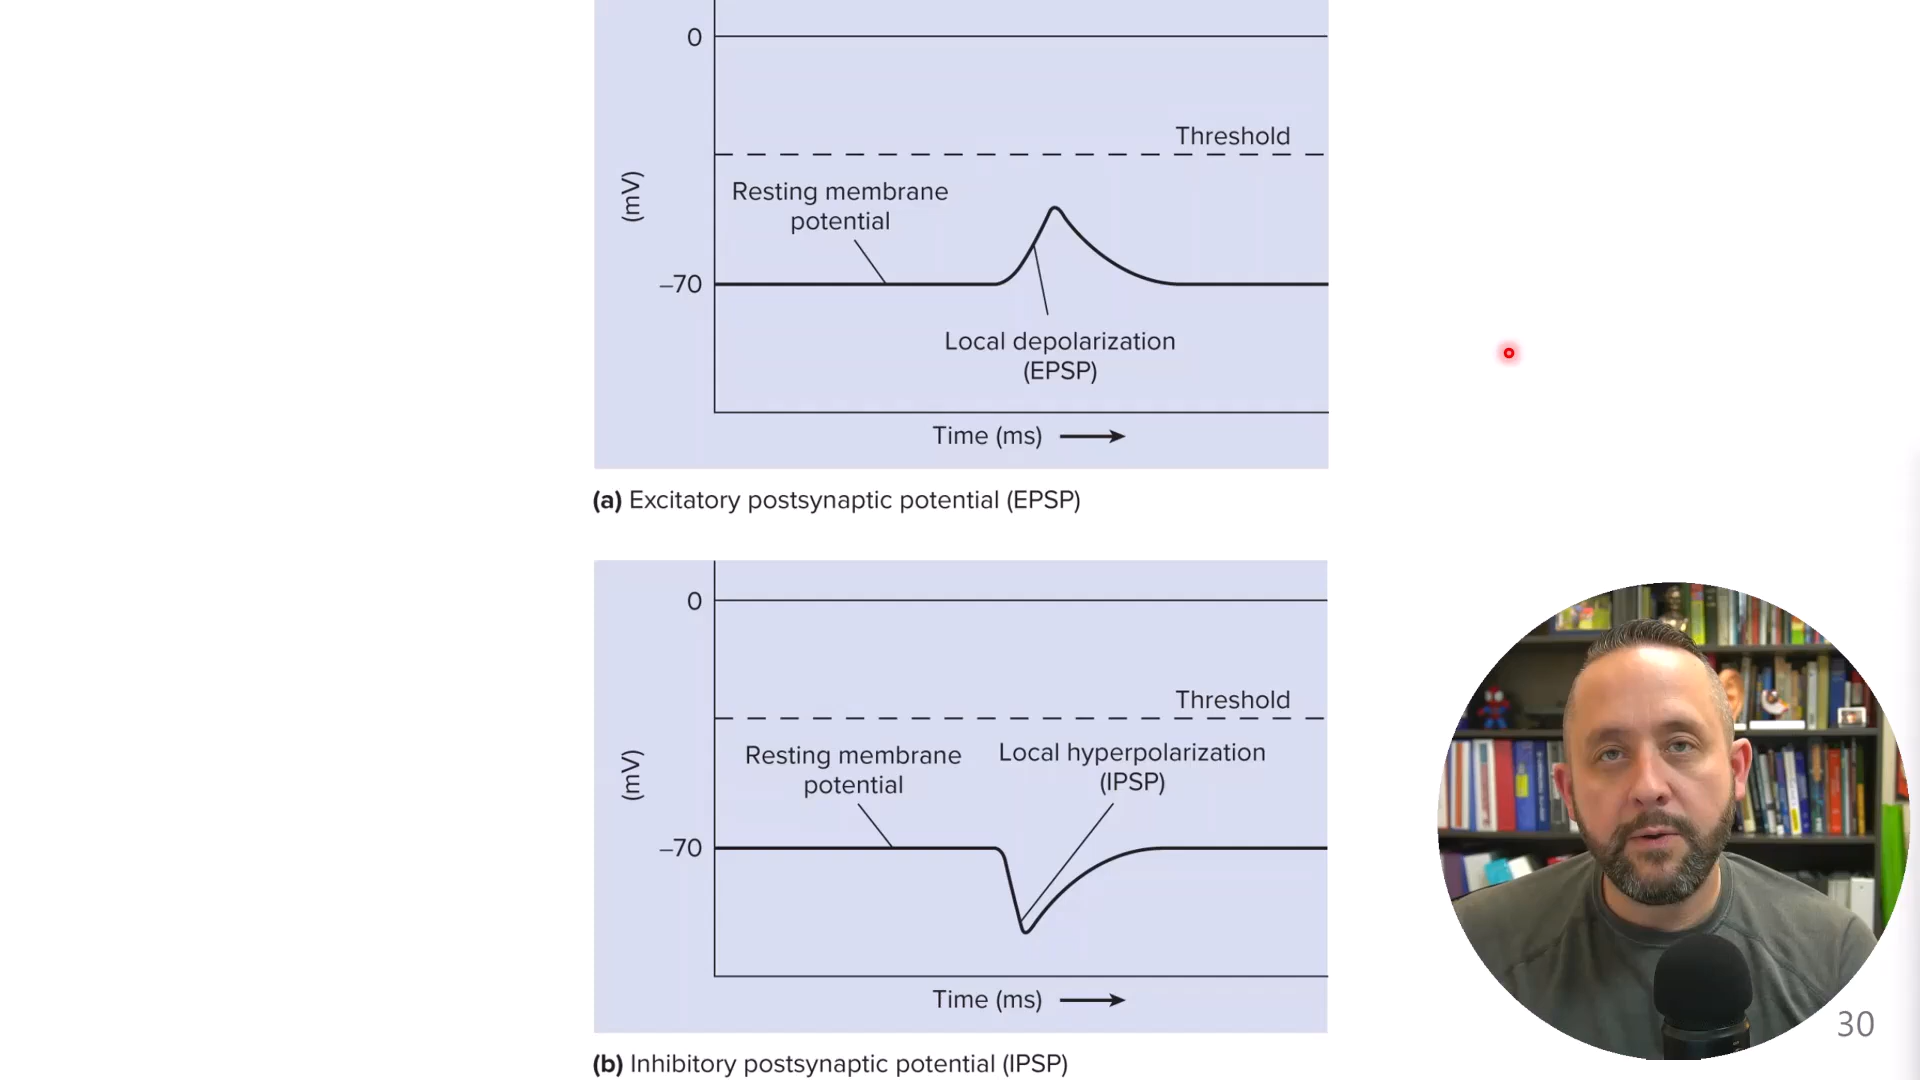 0
Threshold
(mV)
Resting membrane
potential
–70
Local depolarization
(EPSP)
Time (ms)
(a) Excitatory postsynaptic potential (EPSP)
0
Threshold
(mV)
Resting membrane
potential
Local hyperpolarization
(IPSP)
–70
Time (ms)
(b) Inhibitory postsynaptic potential (IPSP)
30